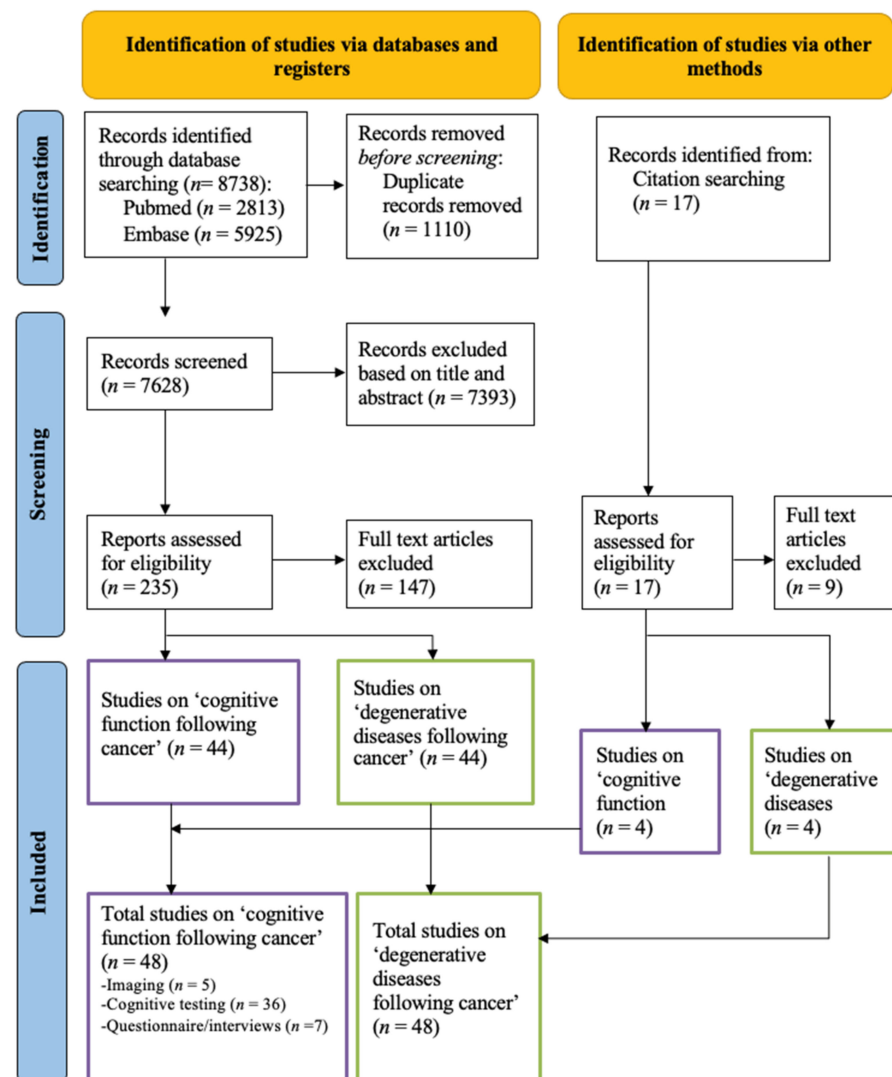 Identification of studies via databases and
registers
Identification of studies via other
methods
Identification
Records identified
through database
searching (n= 8738):
Pubmed (n = 2813)
Embase (n = 5925)
Records removed
before screening:
Duplicate
records removed
(n = 1110)
Records identified from:
Citation searching
(n = 17)
Screening
Records screened
(n = 7628)
Records excluded
based on title and
abstract (n = 7393)
Reports assessed
for eligibility
(n = 235)
Full text articles
excluded
(n = 147)
Reports
assessed for
eligibility
(n = 17)
Full text
articles
excluded
(n = 9)
Included
Studies on ‘cognitive
function following
cancer’ (n = 44)
Studies on
‘degenerative
diseases following
cancer’ (n = 44)
Studies on
‘cognitive
function
(n = 4)
Studies on
‘degenerative
diseases
(n = 4)
Total studies on ‘cognitive
function following cancer’
(n = 48)
-Imaging (n = 5)
-Cognitive testing (n = 36)
-Questionnaire/interviews (n =7)
Total studies on
‘degenerative
diseases
following cancer’
(n = 48)